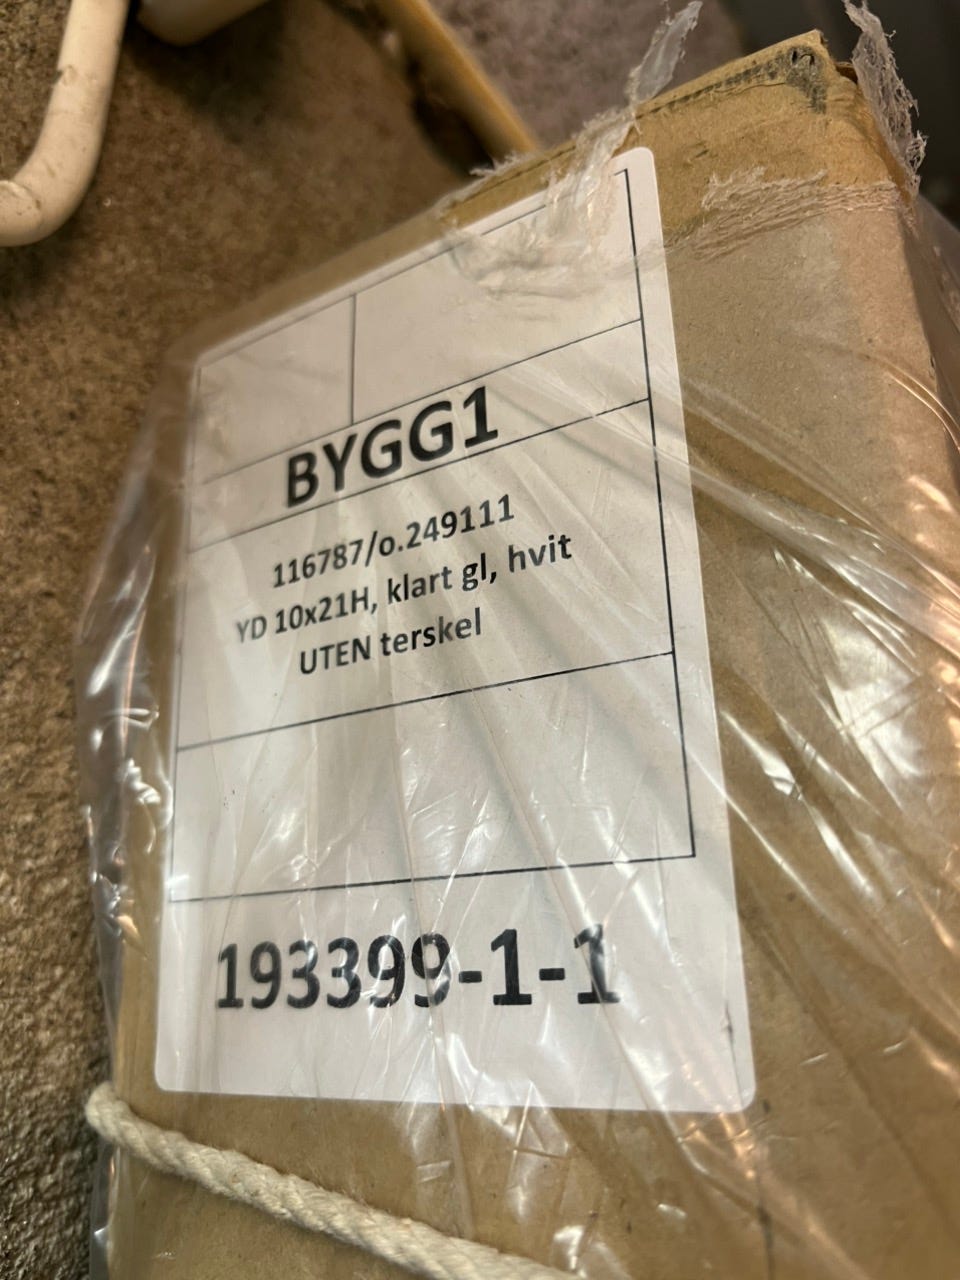 BYGG1
116787/o.249111
YD 10x21H, klart gl, hvit
UTEN terskel
193399-1-1